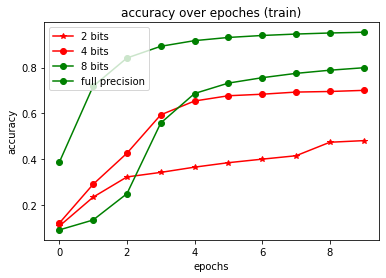 accuracy over epoches (train)
2 bits
4 bits
8 bits
full precision
accuracy
0.8
0.6
0.4
0.2
0
2
4
6
8
epochs